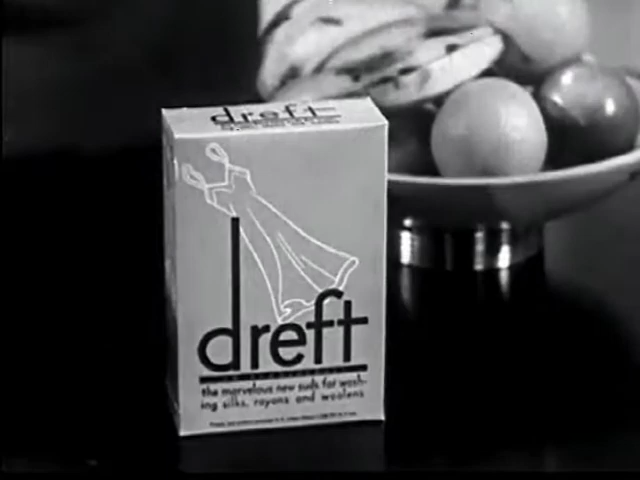 dreft
dreft
the marvelous new suds for wash-
ing silks, rayons and woolens